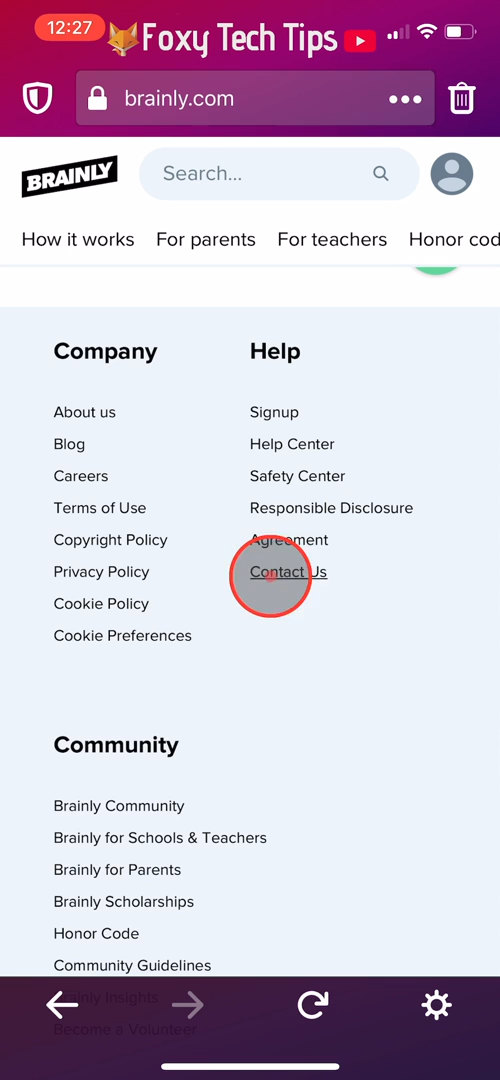 12:27
Foxy Tech Tips
brainly.com
BRAINLY
Search...
How it works For parents For teachers Honor cod
Company
About us
Blog
Careers
Terms of Use
Copyright Policy
Privacy Policy
Cookie Policy
Cookie Preferences
Help
Signup
Help Center
Safety Center
Responsible Disclosure
Agreement
Contact Us
Community
Brainly Community
Brainly for Schools & Teachers
Brainly for Parents
Brainly Scholarships
Honor Code
Community Guidelines
Brainly Insights
Become a Volunteer